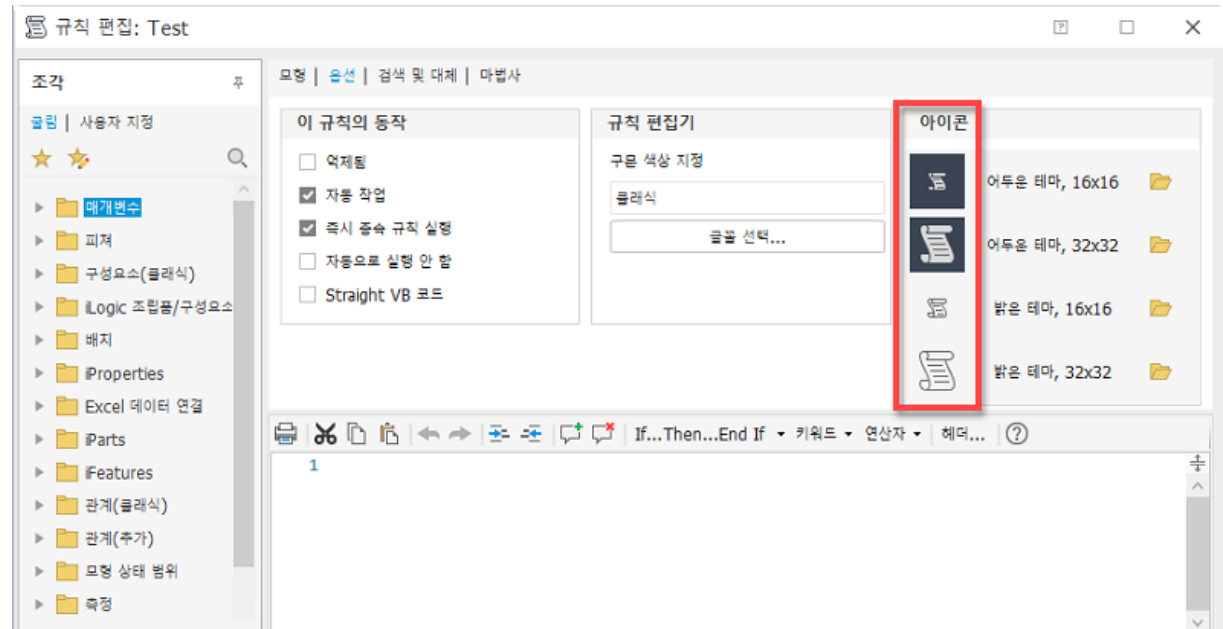 규칙 편집: Test
조각
모형 | 옵션 | 검색 및 대체 | 마법사
글림 | 사용자 지정
이 규칙의 동작
억제됨
자동 작업
즉시 종속 규칙 실행
자동으로 실행 안 함
Straight VB 코드
규칙 편집기
구문 색상 지정
클래식
글꼴 선택...
아이콘
어두운 테마, 16x16
어두운 테마, 32x32
밝은 테마, 16x16
밝은 테마, 32x32
매개변수
피쳐
구성요소(클래식)
iLogic 조립품/구성요소
배치
iProperties
Excel 데이터 연결
iParts
iFeatures
관계(클래식)
관계(추가)
모형 상태 범위
측정
If...Then...End If 키워드 연산자 헤더...
1